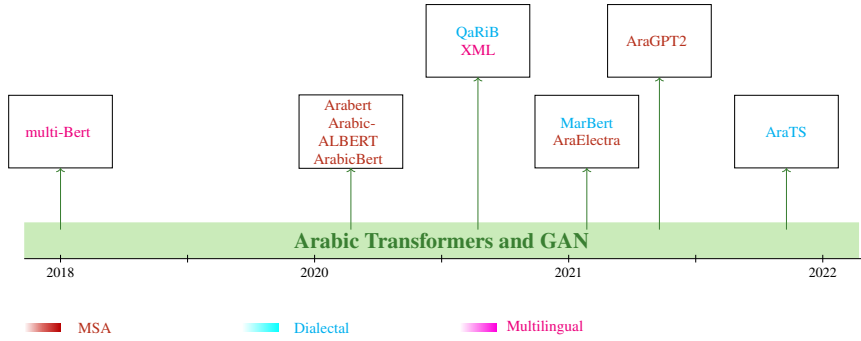 QaRiB
XML
AraGPT2
multi-Bert
Arabert
Arabic-
ALBERT
ArabicBert
MarBert
AraElectra
AraTS
Arabic Transformers and GAN
2018
2020
2021
2022
MSA
Dialectal
Multilingual